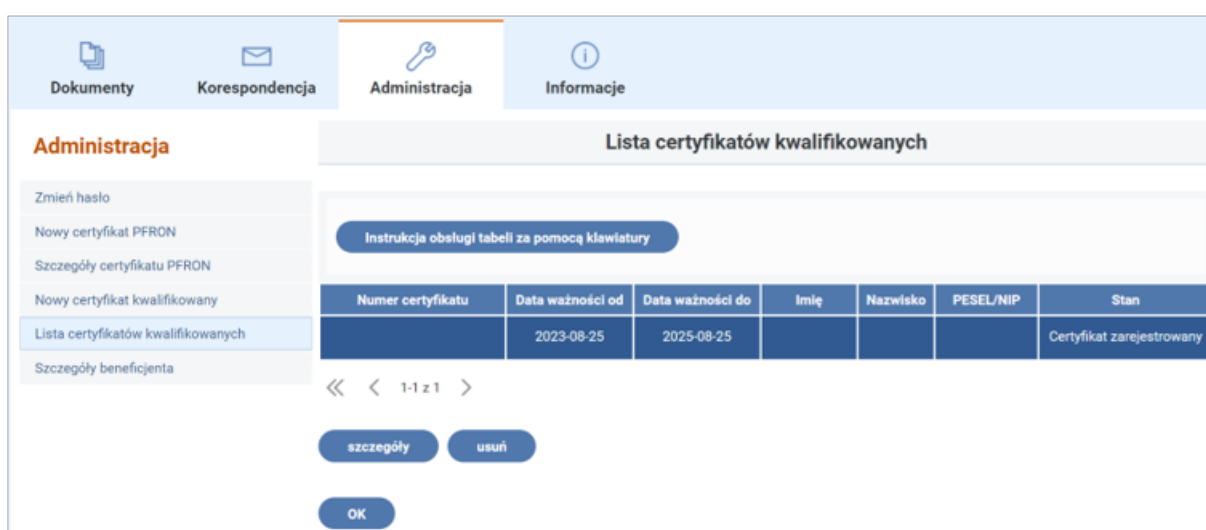 Dokumenty Korespondencja Administracja Informacje
Administracja
Zmień hasło
Nowy certyfikat PFRON
Szczegóły certyfikatu PFRON
Nowy certyfikat kwalifikowany
Lista certyfikatów kwalifikowanych
Szczegóły beneficjenta
Lista certyfikatów kwalifikowanych
Instrukcja obsługi tabeli za pomocą klawiatury
Numer certyfikatu Data ważności od Data ważności do Imię Nazwisko PESEL/NIP Stan
2023-08-25 2025-08-25 Certyfikat zarejestrowany
1-1 z 1
szczegóły usuń
OK